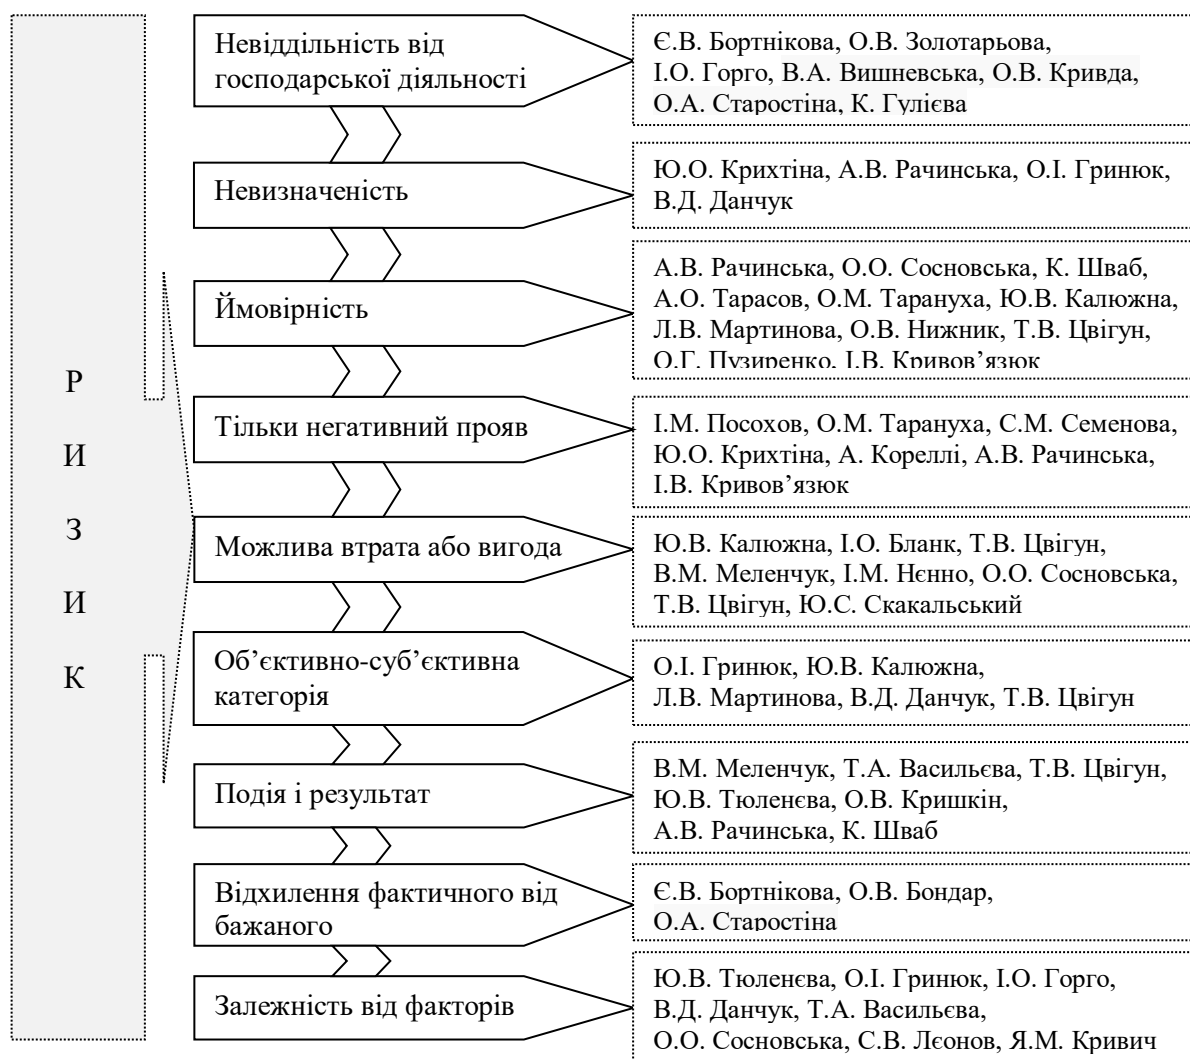 Р
И
З
И
К
Невіддільність від
господарської діяльності
Є.В. Бортнікова, О.В. Золотарьова,
І.О. Горго, В.А. Вишневська, О.В. Кривда,
О.А. Старостіна, К. Гулієва
Невизначеність
Ю.О. Крихтіна, А.В. Рачинська, О.І. Гринюк,
В.Д. Данчук
Ймовірність
А.В. Рачинська, О.О. Сосновська, К. Шваб,
А.О. Тарасов, О.М. Тарануха, Ю.В. Калюжна,
Л.В. Мартинова, О.В. Нижник, Т.В. Цвігун,
О.Г. Пузиренко, І.В. Кривов’язюк
Тільки негативний прояв
І.М. Посохов, О.М. Тарануха, С.М. Семенова,
Ю.О. Крихтіна, А. Кореллі, А.В. Рачинська,
І.В. Кривов’язюк
Можлива втрата або вигода
Ю.В. Калюжна, І.О. Бланк, Т.В. Цвігун,
В.М. Меленчук, І.М. Нєнно, О.О. Сосновська,
Т.В. Цвігун, Ю.С. Скакальський
Об’єктивно-суб’єктивна
категорія
О.І. Гринюк, Ю.В. Калюжна,
Л.В. Мартинова, В.Д. Данчук, Т.В. Цвігун
Подія і результат
В.М. Меленчук, Т.А. Васильєва, Т.В. Цвігун,
Ю.В. Тюленєва, О.В. Кришкін,
А.В. Рачинська, К. Шваб
Відхилення фактичного від
бажаного
Є.В. Бортнікова, О.В. Бондар,
О.А. Старостіна
Залежність від факторів
Ю.В. Тюленєва, О.І. Гринюк, І.О. Горго,
В.Д. Данчук, Т.А. Васильєва,
О.О. Сосновська, С.В. Лєонов, Я.М. Кривич